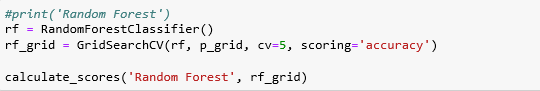 #print('Random Forest')
rf = RandomForestClassifier()
rf_grid = GridSearchCV(rf, p_grid, cv=5, scoring='accuracy')
calculate_scores('Random Forest', rf_grid)